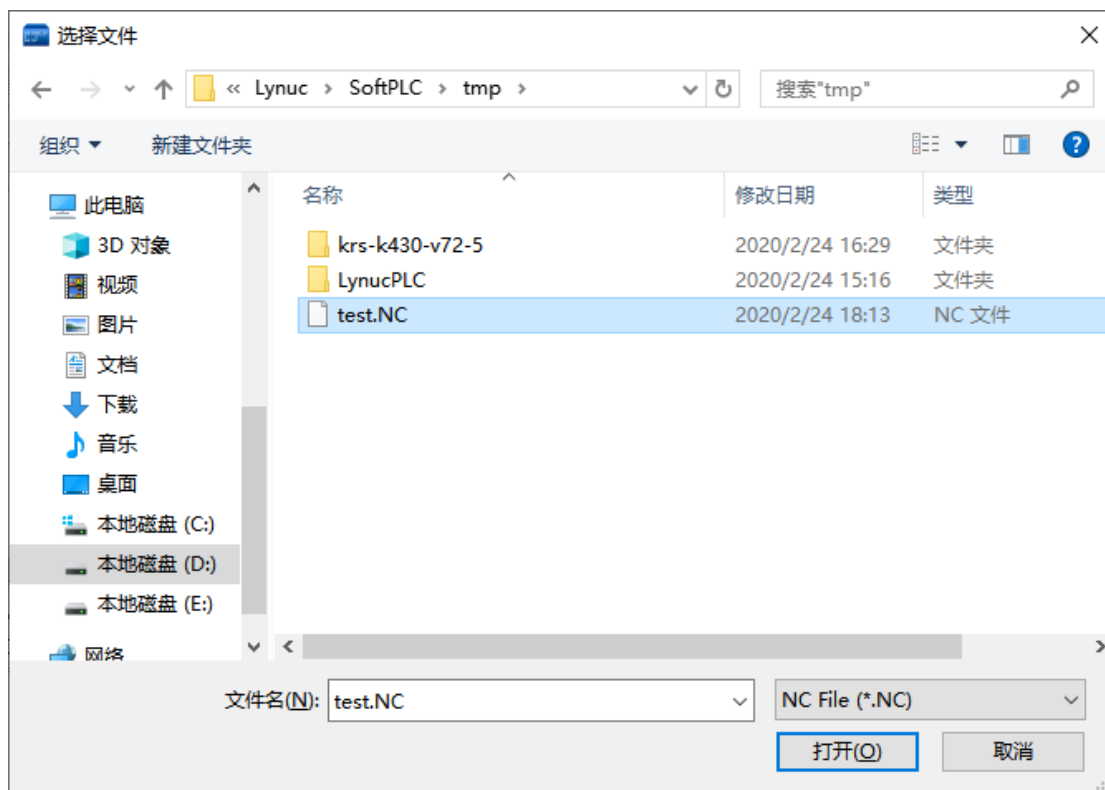 选择文件
« Lynuc › SoftPLC › tmp ›
搜索"tmp"
组织 新建文件夹
名称 修改日期 类型
此电脑
3D 对象
视频
图片
文档
下载
音乐
桌面
本地磁盘 (C:)
本地磁盘 (D:)
本地磁盘 (E:)
网络
krs-k430-v72-5 2020/2/24 16:29 文件夹
LynucPLC 2020/2/24 15:16 文件夹
test.NC 2020/2/24 18:13 NC 文件
文件名(N): test.NC NC File (*.NC)
打开(O) 取消